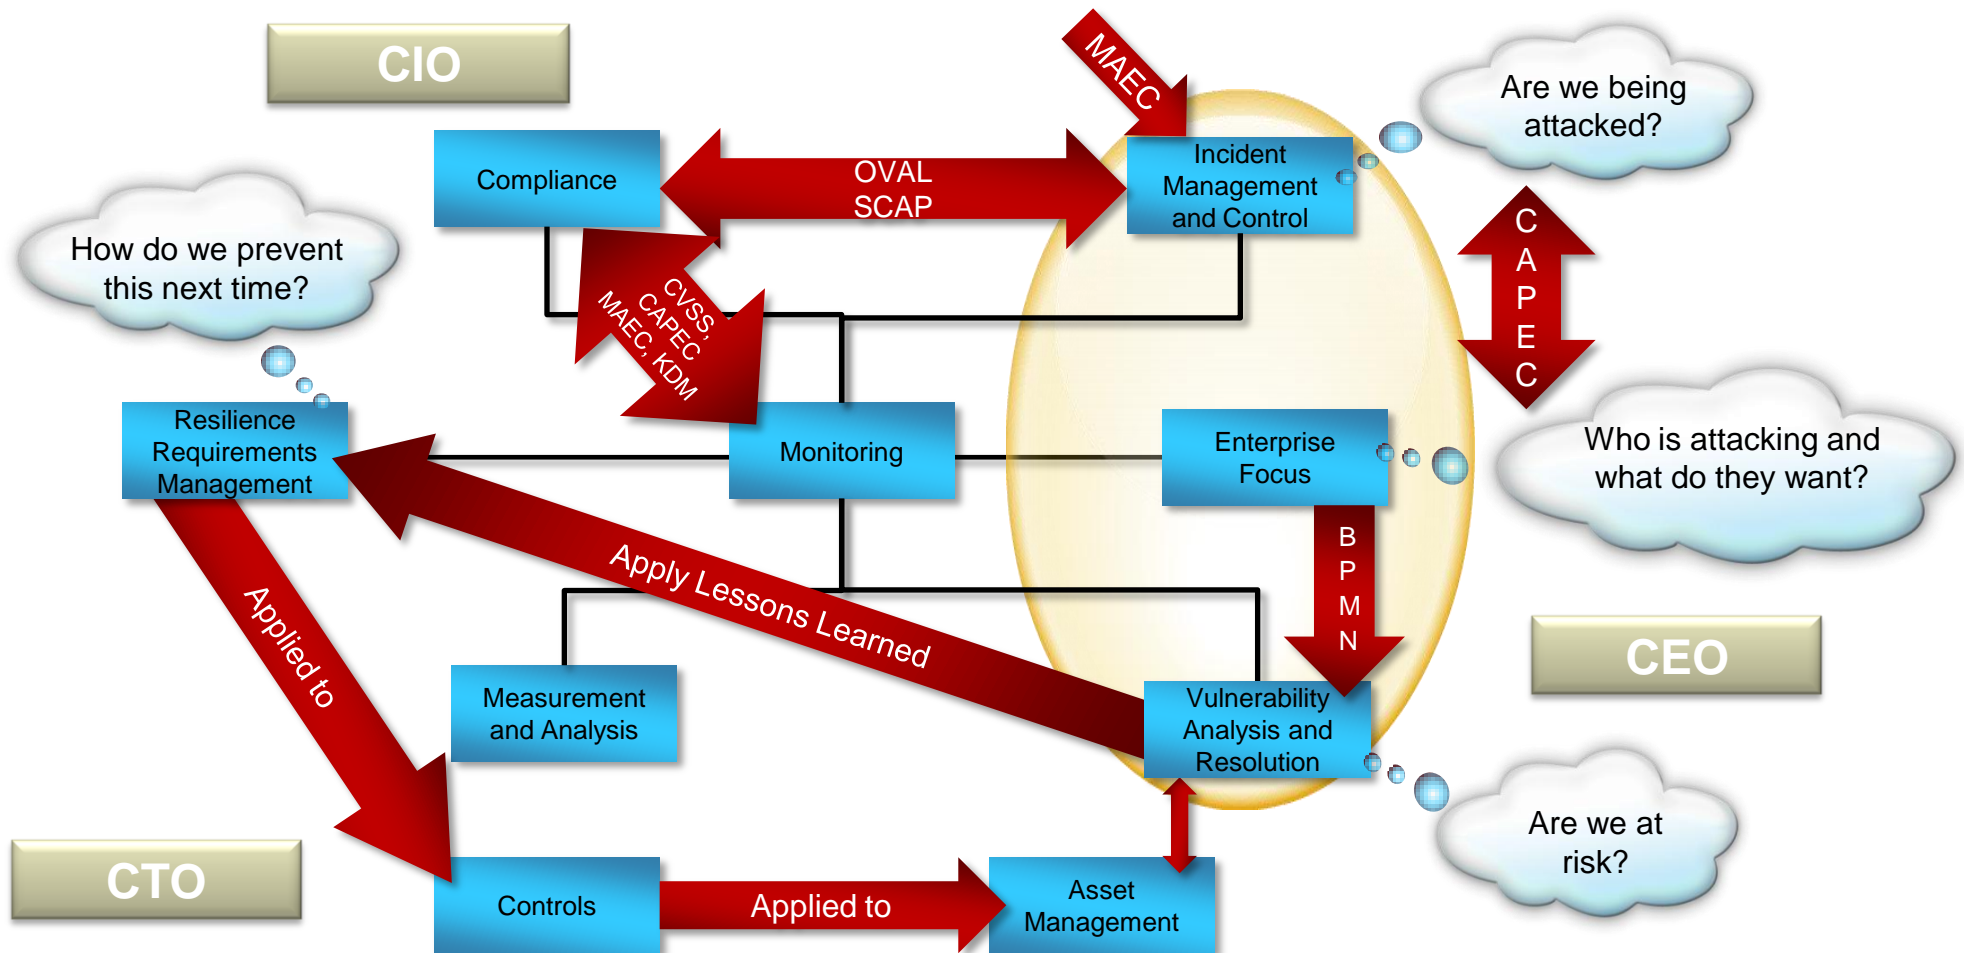 CIO
MAEC
Are we being
attacked?
Compliance
OVAL
SCAP
Incident
Management
and Control
How do we prevent
this next time?
CVSS,
CAPEC
MAEC, KDM
C
A
P
E
C
Resilience
Requirements
Management
Monitoring
Enterprise
Focus
Who is attacking and
what do they want?
Apply Lessons Learned
B
P
M
N
Applied to
CEO
Measurement
and Analysis
Vulnerability
Analysis and
Resolution
Are we at
risk?
CTO
Controls
Applied to
Asset
Management